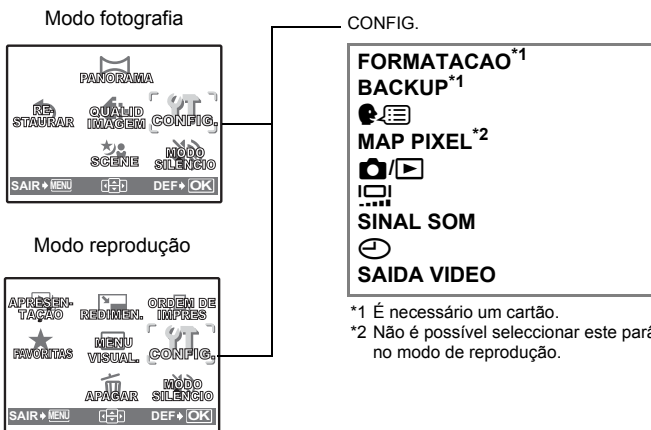 Modo fotografia
PANORAMA
RE-
STAURAR
QUALID
IMAGEM
CONFIG.
SCENE
MODO
SILENCIO
SAIR MENU DEF OK
Modo reprodução
APRESEN-
TAÇÃO
REDIMEN.
ORDEM DE
IMPRES
FAVORITAS
MENU
VISUAL.
CONFIG.
APAGAR
MODO
SILENCIO
SAIR MENU DEF OK
CONFIG.
FORMATACAO*1
BACKUP*1
MAP PIXEL*2
/
SINAL SOM
SAIDA VIDEO
*1 É necessário um cartão.
*2 Não é possível seleccionar este
no modo de reprodução.